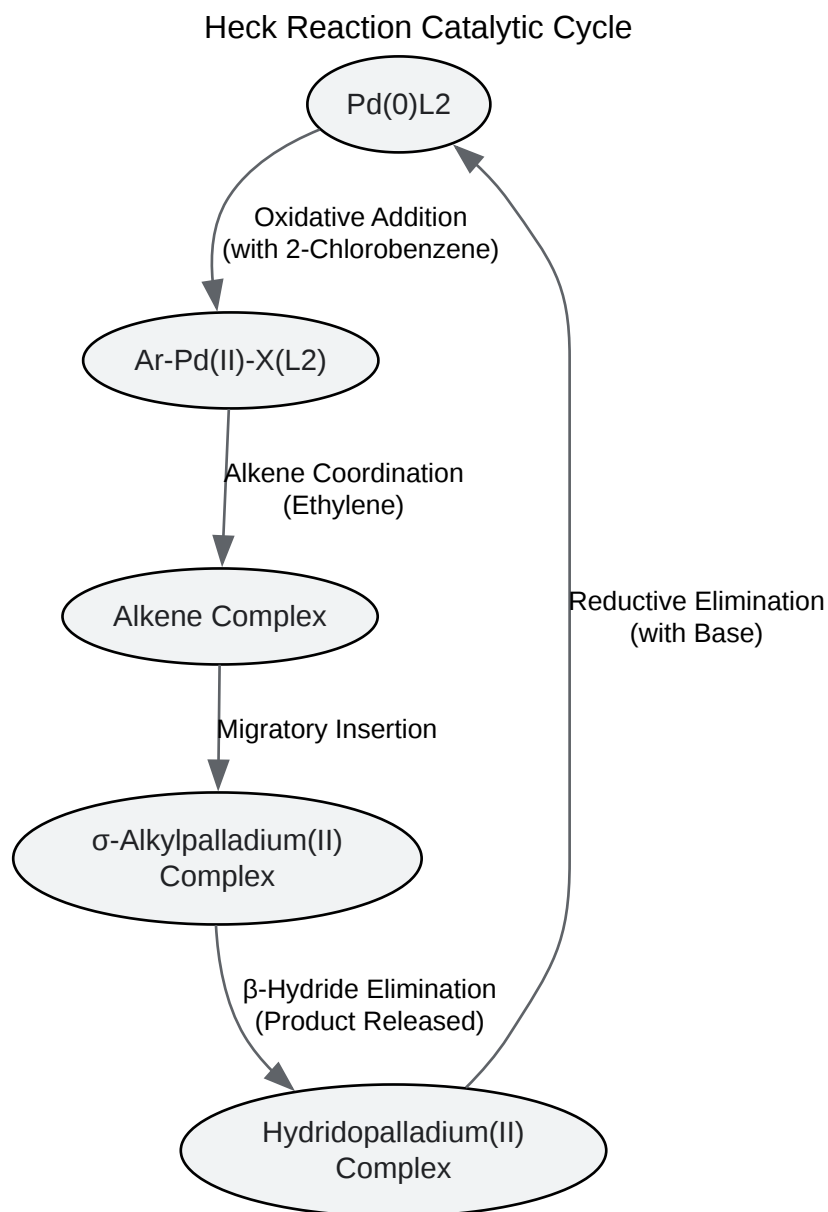 Heck Reaction Catalytic Cycle
Pd(0)L2
Oxidative Addition
(with 2-Chlorobenzene)
Ar-Pd(II)-X(L2)
Alkene Coordination
(Ethylene)
Alkene Complex
Reductive Elimination
(with Base)
Migratory Insertion
σ-Alkylpalladium(II)
Complex
β-Hydride Elimination
(Product Released)
Hydridopalladium(II)
Complex